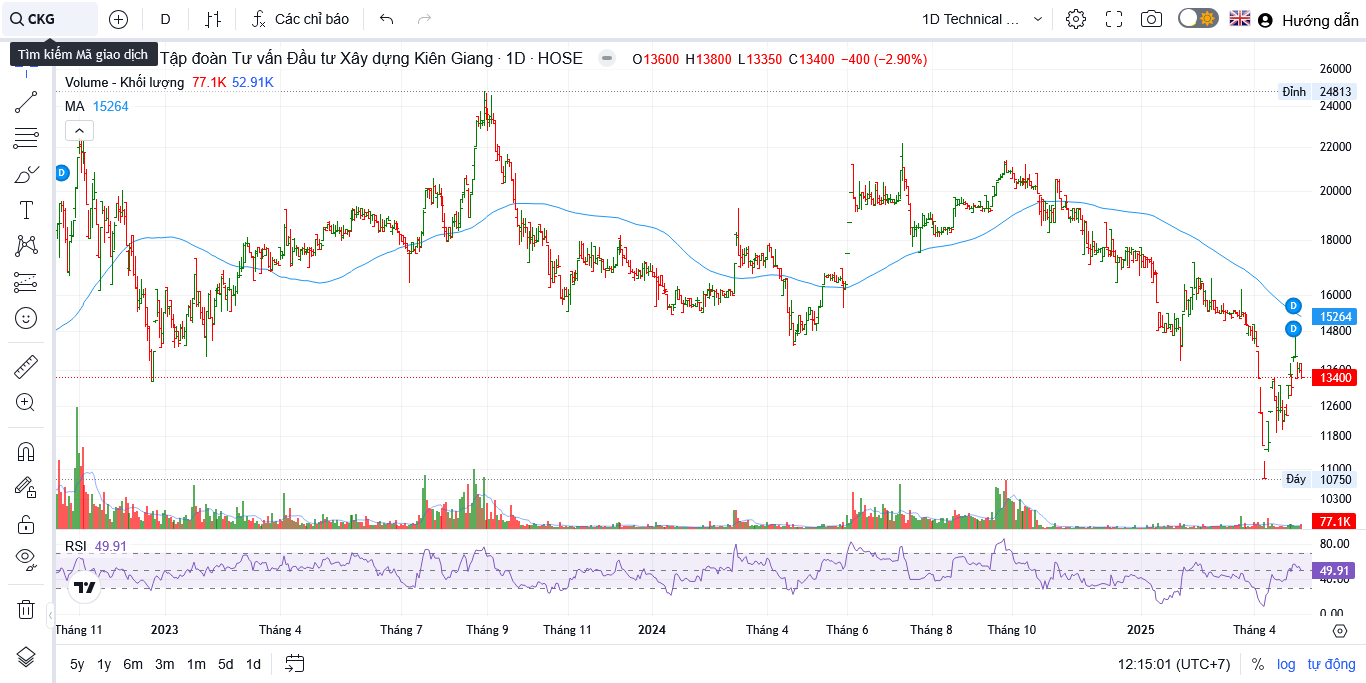 CKG D Các chỉ báo 1D Technical ... Hướng dẫn
Tìm kiếm Mã giao dịch
Tập đoàn Tư vấn Đầu tư Xây dựng Kiên Giang · 1D · HOSE O13600 H13800 L13350 C13400 −400 (−2.90%)
Volume - Khối lượng 77.1K 52.91K
MA 15264
26000
Đỉnh 24813
24000
22000
D
20000
18000
16000
D
15264
D
14800
13600
13400
12600
11800
11000
Đáy 10750
10300
77.1K
RSI 49.91
80.00
49.91
40.00
0.00
Tháng 11 2023 Tháng 4 Tháng 7 Tháng 9 Tháng 11 2024 Tháng 4 Tháng 6 Tháng 8 Tháng 10 2025 Tháng 4
5y 1y 6m 3m 1m 5d 1d 12:15:01 (UTC+7) % log tự động